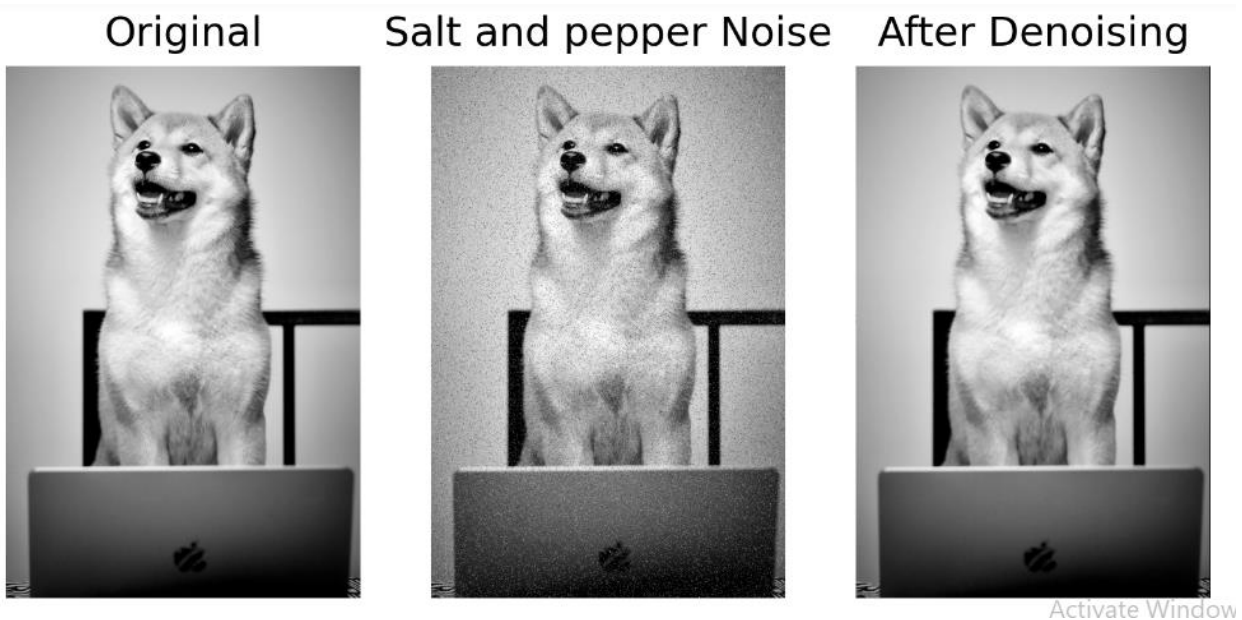 Original
Salt and pepper Noise
After Denoising
Activate Window